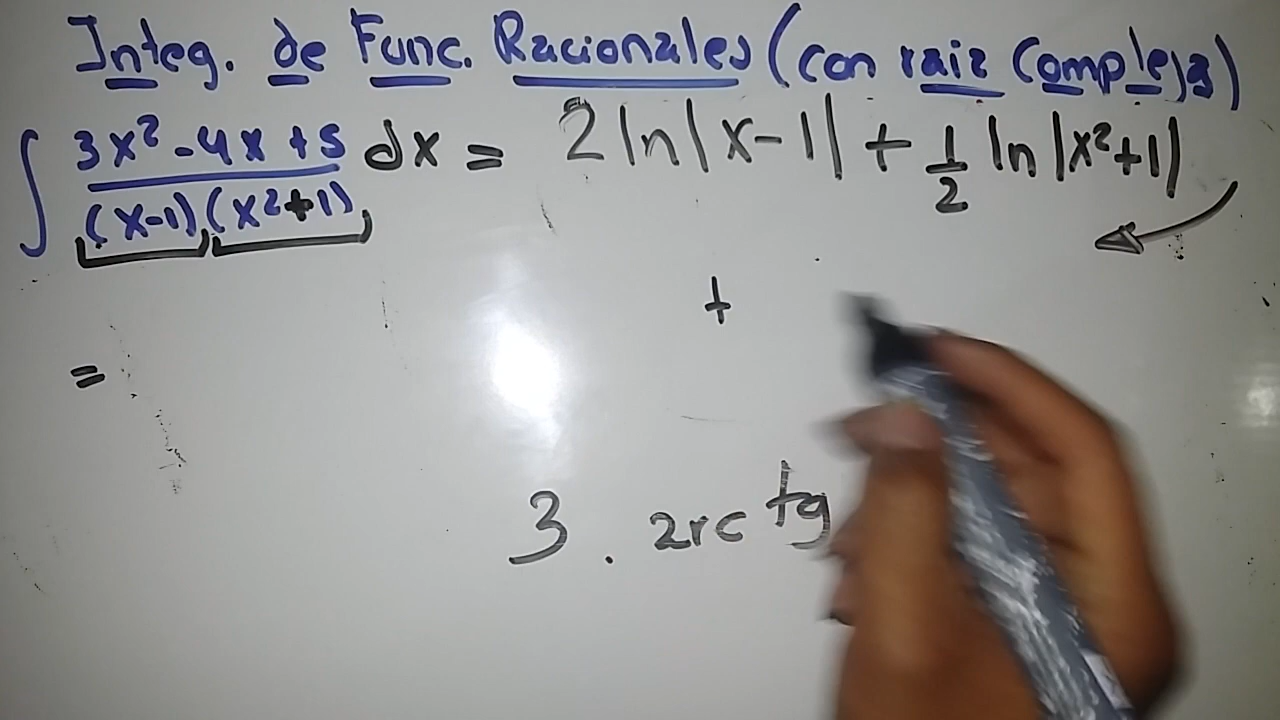 Integ. de Func. Racionales (con raiz Compleja)
∫ 3x² - 4x + 5 / (x-1)(x²+1) dx = 2 ln|x-1| + 1/2 ln|x²+1|
+
=
3 . arc tg